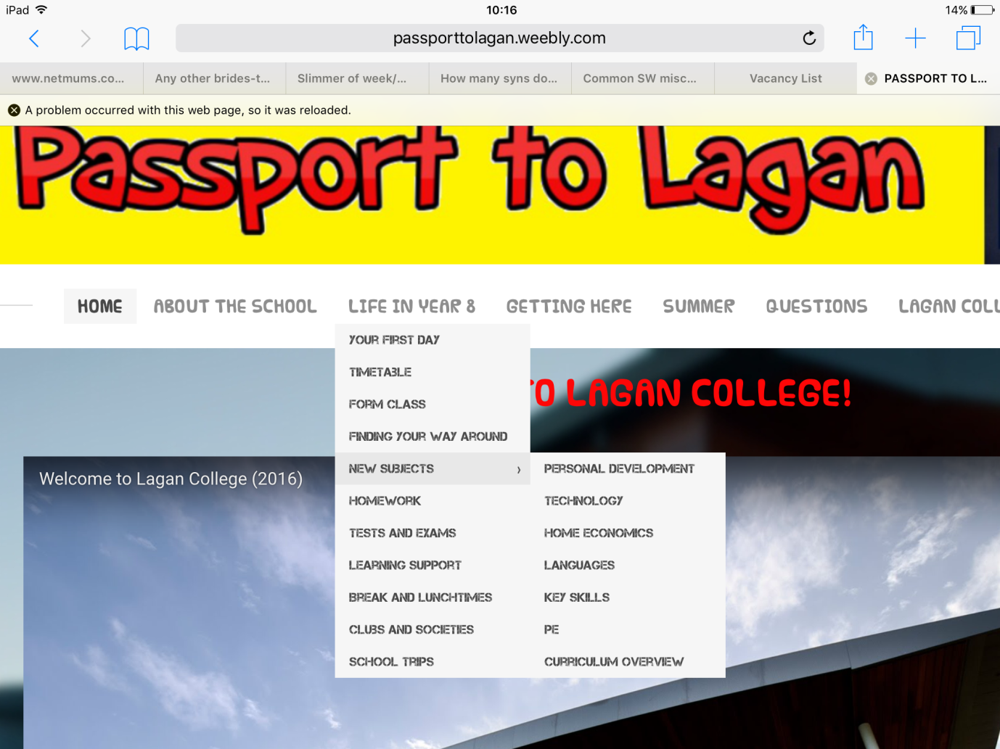 iPad 10:16 14%
passporttolagan.weebly.com
www.netmums.co... Any other brides-t... Slimmer of week/... How many syns do... Common SW misc... Vacancy List PASSPORT TO L...
A problem occurred with this web page, so it was reloaded.
Passport to Lagan
HOME ABOUT THE SCHOOL LIFE IN YEAR 8 GETTING HERE SUMMER QUESTIONS LAGAN COLL
YOUR FIRST DAY
TIMETABLE
TO LAGAN COLLEGE!
FORM CLASS
FINDING YOUR WAY AROUND
NEW SUBJECTS › PERSONAL DEVELOPMENT
Welcome to Lagan College (2016)
HOMEWORK TECHNOLOGY
TESTS AND EXAMS HOME ECONOMICS
LEARNING SUPPORT LANGUAGES
BREAK AND LUNCHTIMES KEY SKILLS
CLUBS AND SOCIETIES PE
SCHOOL TRIPS CURRICULUM OVERVIEW